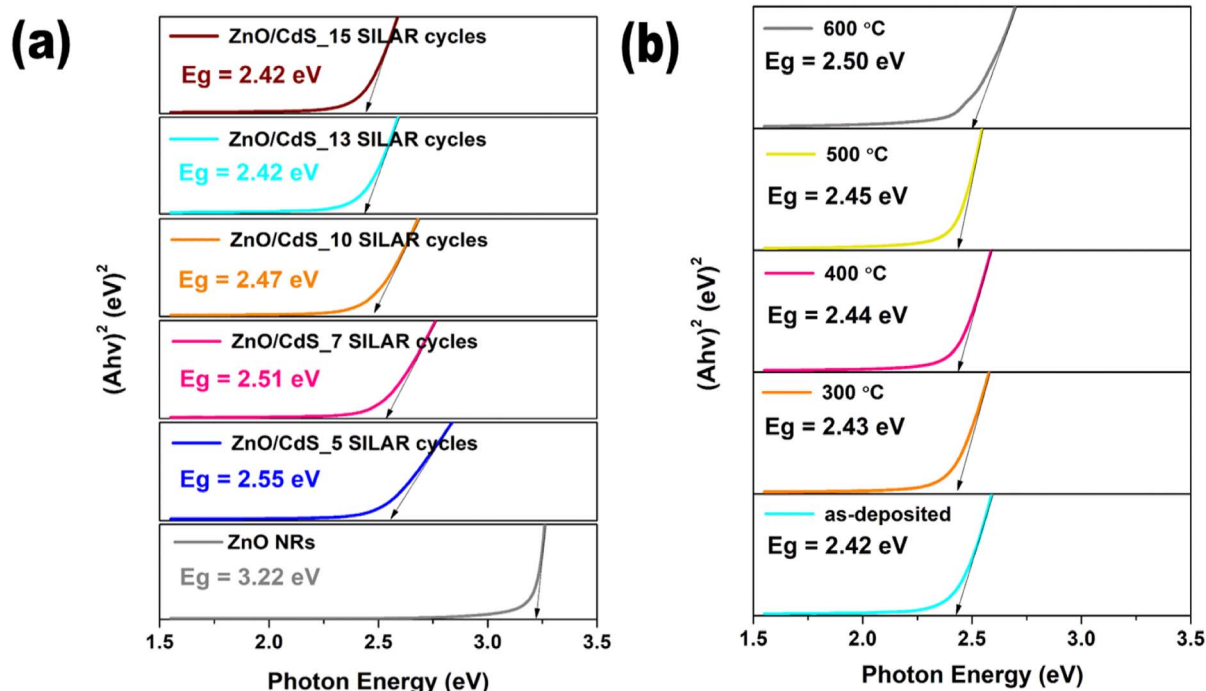 (a)
(Ahv)² (eV)²
ZnO/CdS_15 SILAR cycles
Eg = 2.42 eV
ZnO/CdS_13 SILAR cycles
Eg = 2.42 eV
ZnO/CdS_10 SILAR cycles
Eg = 2.47 eV
ZnO/CdS_7 SILAR cycles
Eg = 2.51 eV
ZnO/CdS_5 SILAR cycles
Eg = 2.55 eV
ZnO NRs
Eg = 3.22 eV
1.5 2.0 2.5 3.0 3.5
Photon Energy (eV)
(b)
(Ahv)² (eV)²
600 °C
Eg = 2.50 eV
500 °C
Eg = 2.45 eV
400 °C
Eg = 2.44 eV
300 °C
Eg = 2.43 eV
as-deposited
Eg = 2.42 eV
1.5 2.0 2.5 3.0 3.5
Photon Energy (eV)